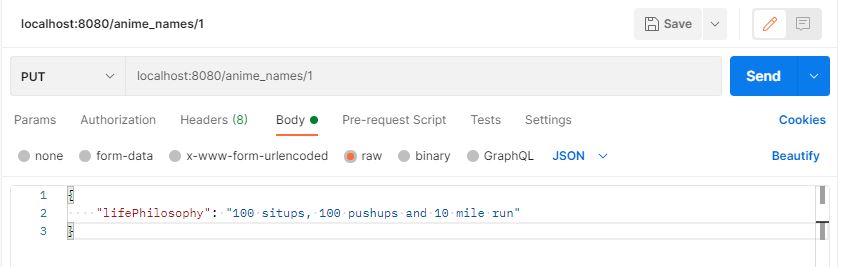 localhost:8080/anime_names/1
Save
PUT
localhost:8080/anime_names/1
Send
Params Authorization Headers (8) Body Pre-request Script Tests Settings Cookies
none form-data x-www-form-urlencoded raw binary GraphQL JSON Beautify
1 {
2 "lifePhilosophy": "100 situps, 100 pushups and 10 mile run"
3 }